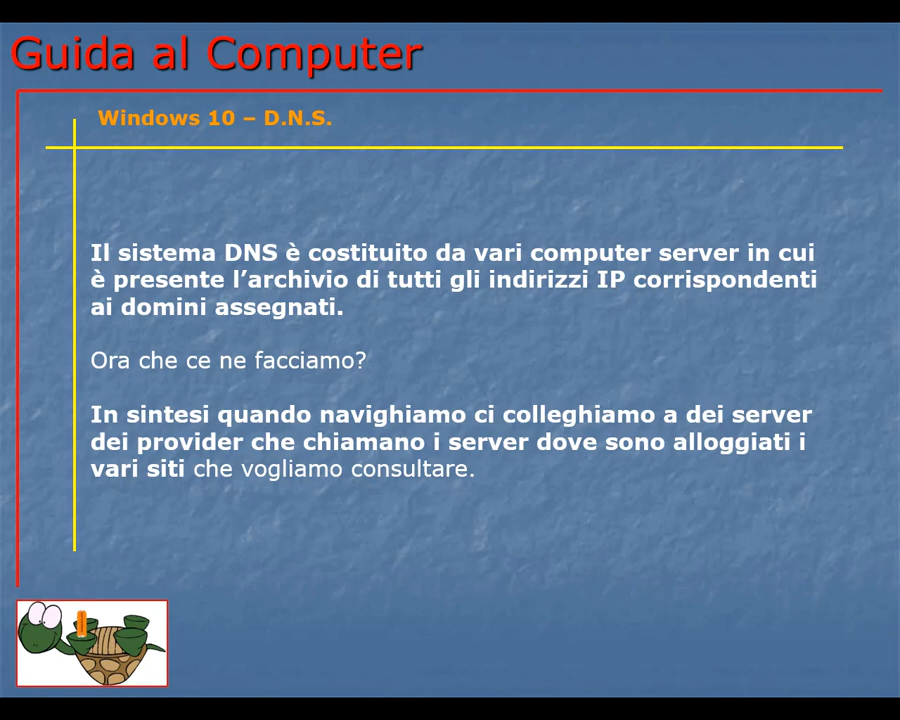 Guida al Computer
Windows 10 – D.N.S.
Il sistema DNS è costituito da vari computer server in cui
è presente l’archivio di tutti gli indirizzi IP corrispondenti
ai domini assegnati.
Ora che ce ne facciamo?
In sintesi quando navighiamo ci colleghiamo a dei server
dei provider che chiamano i server dove sono alloggiati i
vari siti che vogliamo consultare.